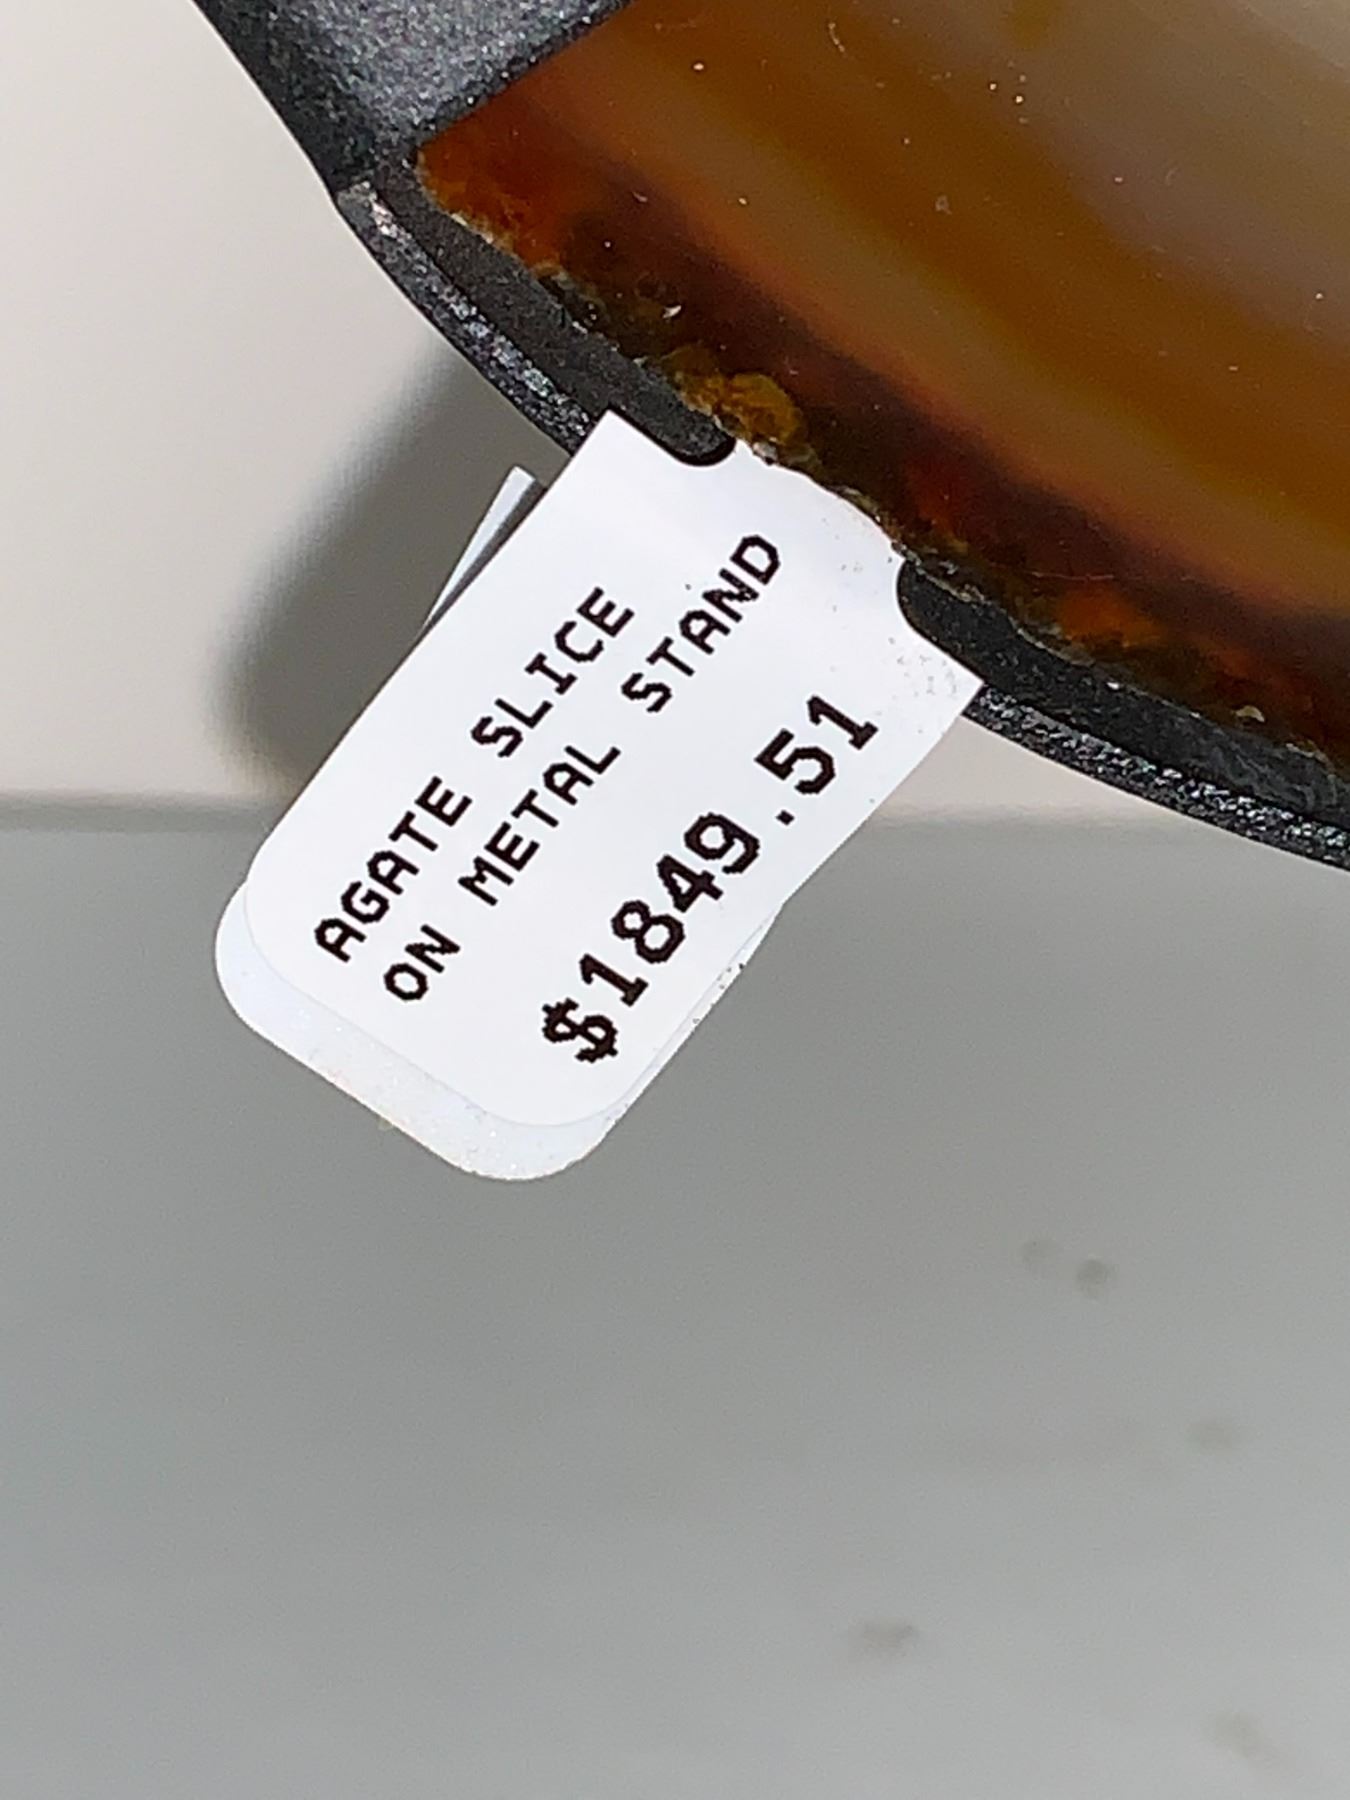 AGATE SLICE
ON METAL STAND
$1849.51